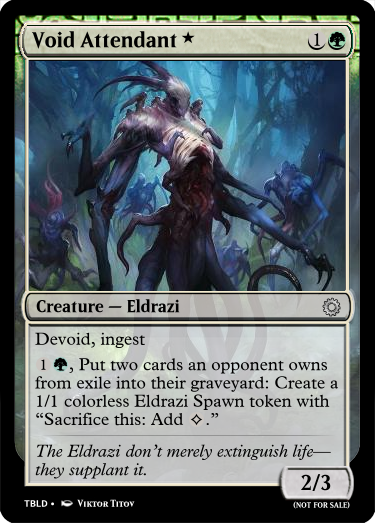 Void Attendant ★ 1
Creature — Eldrazi
Devoid, ingest
1 , Put two cards an opponent owns
from exile into their graveyard: Create a
1/1 colorless Eldrazi Spawn token with
“Sacrifice this: Add .”
The Eldrazi don’t merely extinguish life—
they supplant it.
2/3
TBLD • Viktor Titov
(NOT FOR SALE)